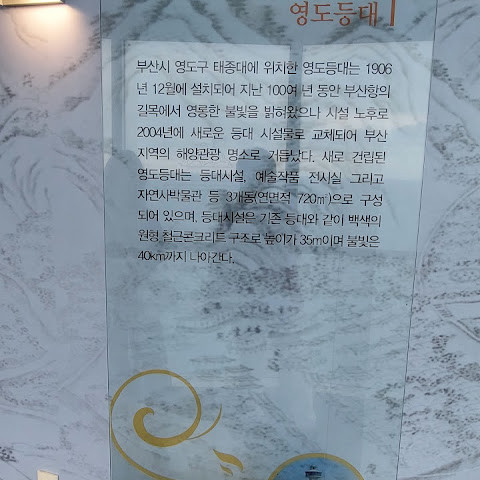 영도등대
부산시 영도구 태종대에 위치한 영도등대는 1906
년 12월에 설치되어 지난 100여 년 동안 부산항의
길목에서 영롱한 불빛을 밝혀왔으나 시설 노후로
2004년에 새로운 등대 시설물로 교체되어 부산
지역의 해양관광 명소로 거듭났다. 새로 건립된
영도등대는 등대시설, 예술작품 전시실 그리고
자연사박물관 등 3개동(연면적 720㎡)으로 구성
되어 있으며, 등대시설은 기존 등대와 같이 백색의
원형 철근콘크리트 구조로 높이가 35m이며 불빛은
40km까지 나아간다.